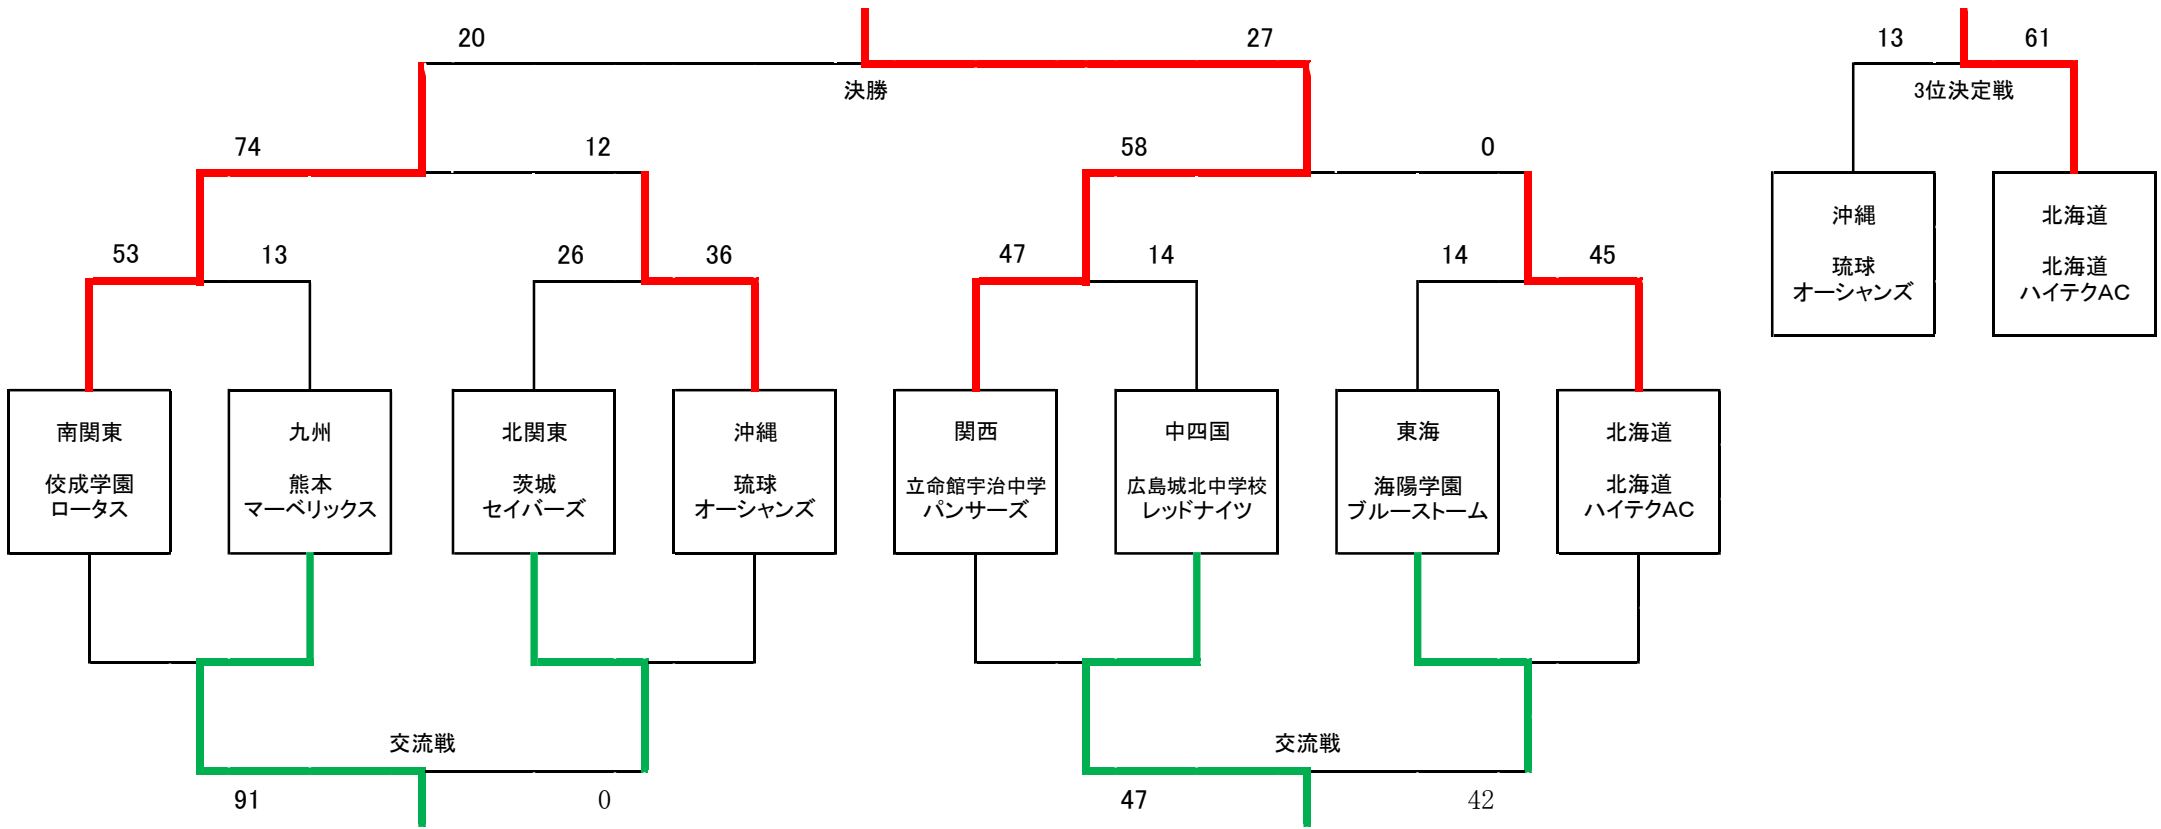 20 27 13 61
決勝 3位決定戦
74 12 58 0
沖縄 北海道
琉球 北海道
オーシャンズ ハイテクAC
53 13 26 36 47 14 14 45
南関東 九州 北関東 沖縄 関西 中四国 東海 北海道
佼成学園 熊本 茨城 琉球 立命館宇治中学 広島城北中学校 海陽学園 北海道
ロータス マーベリックス セイバーズ オーシャンズ パンサーズ レッドナイツ ブルーストーム ハイテクAC
交流戦 交流戦
91 0 47 42